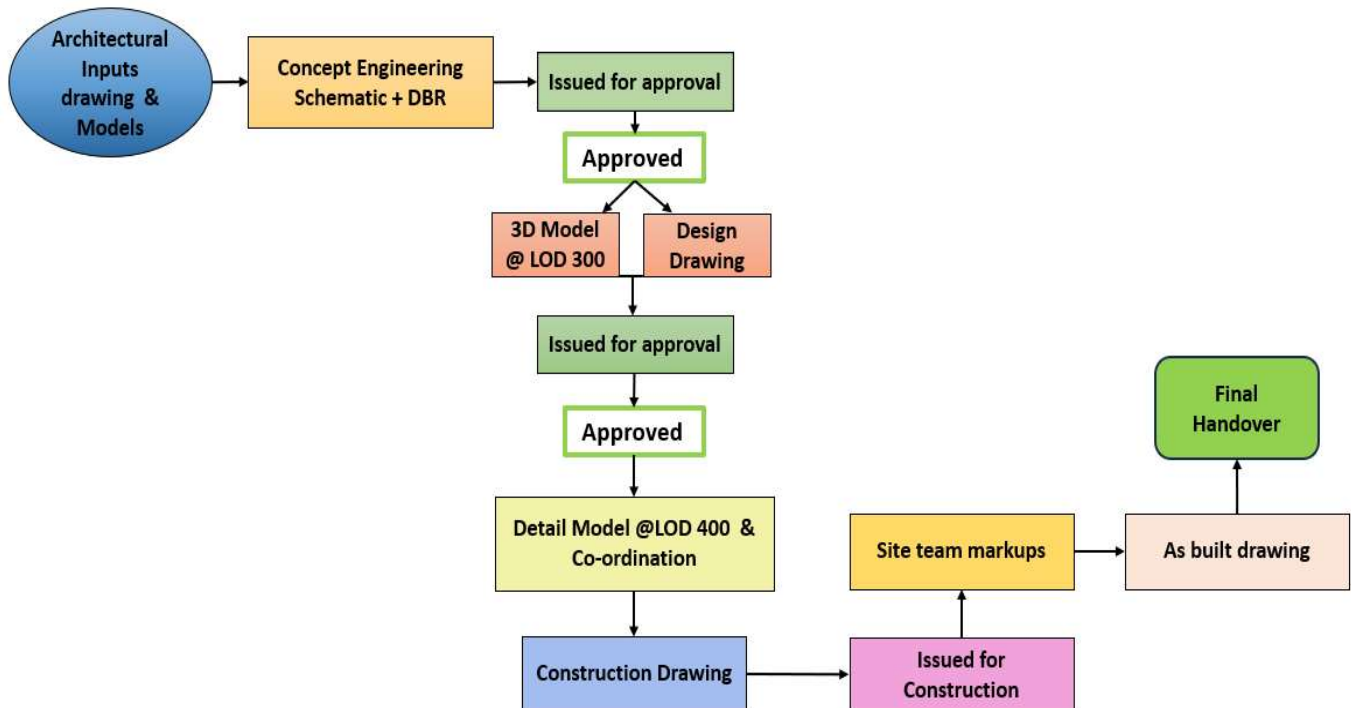 Architectural
Inputs
drawing &
Models
Concept Engineering
Schematic + DBR
Issued for approval
Approved
3D Model
@ LOD 300
Design
Drawing
Issued for approval
Approved
Detail Model @LOD 400 &
Co-ordination
Construction Drawing
Issued for
Construction
Site team markups
As built drawing
Final
Handover